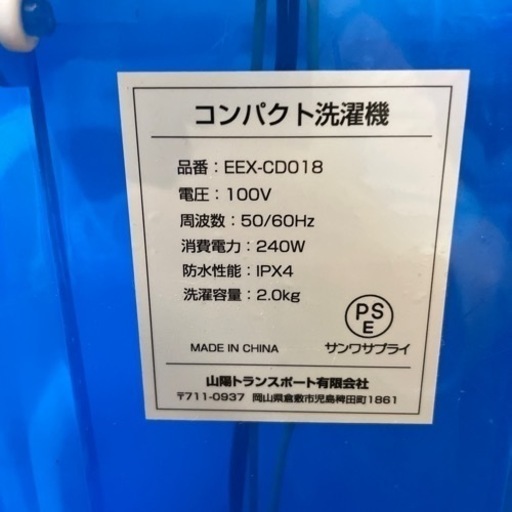 コンパクト洗濯機
品番：EEX-CD018
電圧：100V
周波数：50/60Hz
消費電力：240W
防水性能：IPX4
洗濯容量：2.0kg
PS
E
MADE IN CHINA サンワサプライ
山陽トランスポート有限会社
〒711-0937 岡山県倉敷市児島稗田町1861